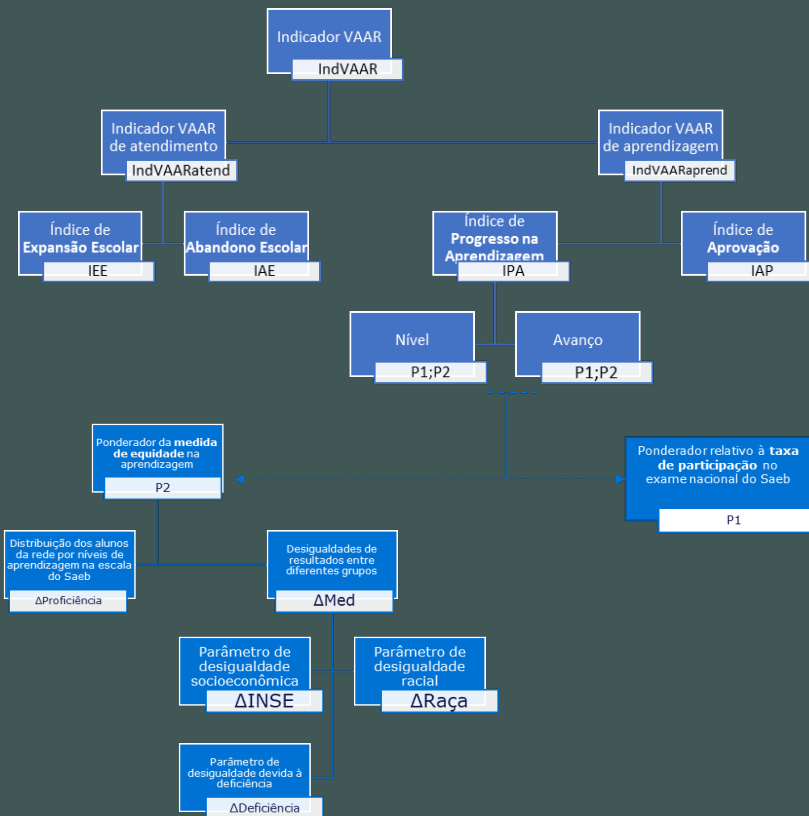 Indicador VAAR
IndVAAR
Indicador VAAR
de atendimento
IndVAARatend
Indicador VAAR
de aprendizagem
IndVAARaprend
Índice de
Expansão Escolar
IEE
Índice de
Abandono Escolar
IAE
Índice de
Progresso na
Aprendizagem
IPA
Índice de
Aprovação
IAP
Nível
P1;P2
Avanço
P1;P2
Ponderador da medida
de equidade na
aprendizagem
P2
Ponderador relativo à taxa
de participação no
exame nacional do Saeb
P1
Distribuição dos alunos
da rede por níveis de
aprendizagem na escala
do Saeb
ΔProficiência
Desigualdades de
resultados entre
diferentes grupos
ΔMed
Parâmetro de
desigualdade
socioeconômica
ΔINSE
Parâmetro de
desigualdade
racial
ΔRaça
Parâmetro de
desigualdade devida à
deficiência
ΔDeficiência